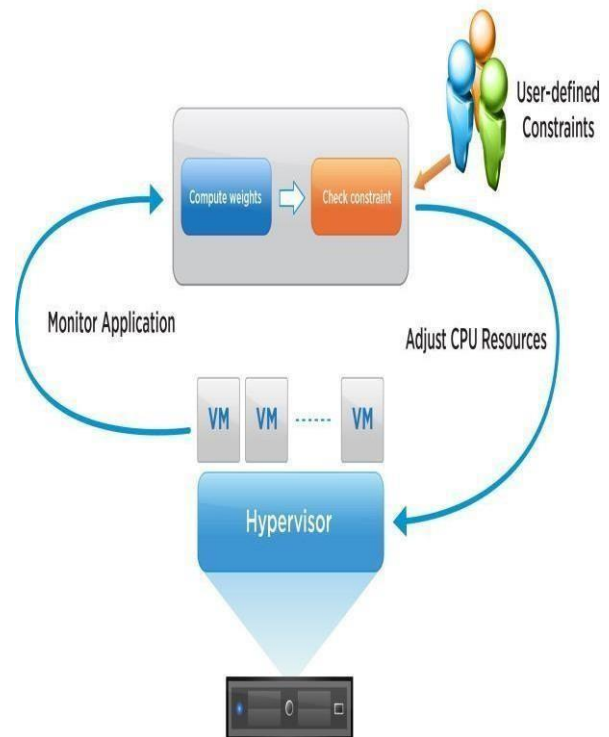 User-defined
Constraints
Compute weights
Check constraint
Monitor Application
Adjust CPU Resources
VM VM VM
Hypervisor